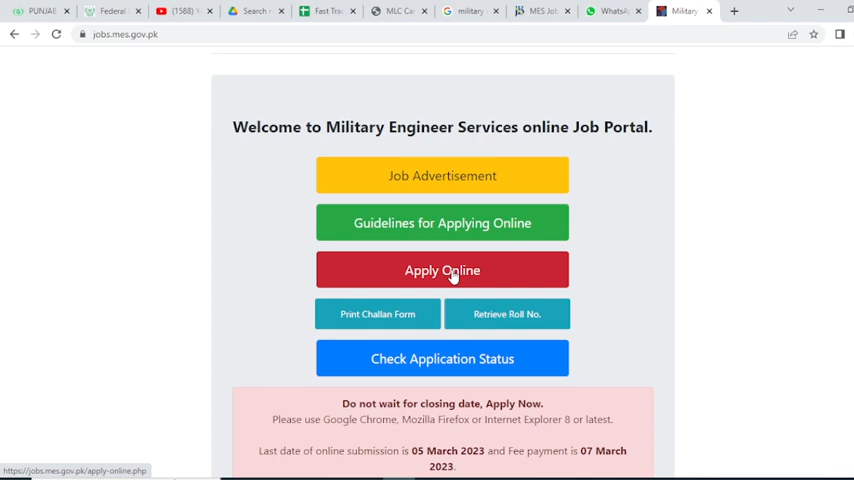 PUNJAB
Federal
(1588)
Search
Fast Trac
MLC Ca
military
MES Jo
WhatsA
Military
jobs.mes.gov.pk
Welcome to Military Engineer Services online Job Portal.
Job Advertisement
Guidelines for Applying Online
Apply Online
Print Challan Form
Retrieve Roll No.
Check Application Status
Do not wait for closing date, Apply Now.
Please use Google Chrome, Mozilla Firefox or Internet Explorer 8 or latest.
Last date of online submission is 05 March 2023 and Fee payment is 07 March
2023.
https://jobs.mes.gov.pk/apply-online.php